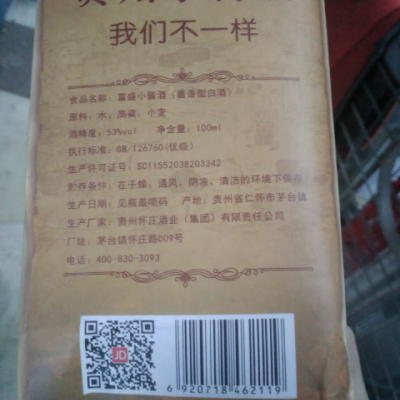 我们不一样
食品名称：富盛小酱酒（酱香型白酒）
原料：水、高粱、小麦
酒精度：53%vol 净含量：100ml
执行标准：GB/T26760(优级)
生产许可证号：SC11552038203342
贮存条件：在干燥、通风、阴凉、清洁的环境下保存
生产日期：见瓶盖喷码 产地：贵州省仁怀市茅台镇
生产厂家：贵州怀庄酒业（集团）有限责任公司
厂址：茅台镇怀庄路009号
电话：400-830-3093
JD
6 920718 462119